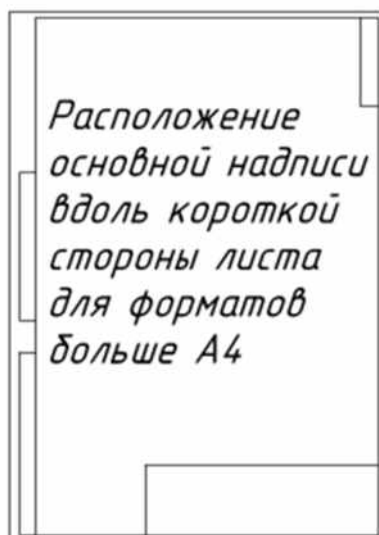 Расположение
основной надписи
вдоль короткой
стороны листа
для форматов
больше А4